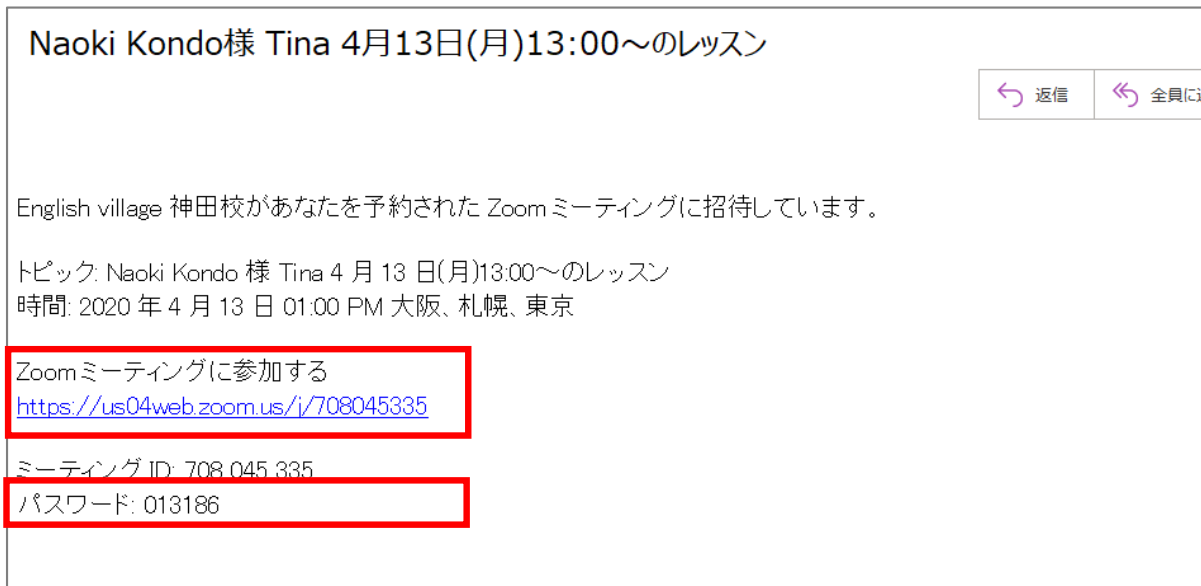 Naoki Kondo様 Tina 4月13日(月)13:00～のレッスン
返信
全員に
English village 神田校があなたを予約された Zoomミーティングに招待しています。
トピック: Naoki Kondo 様 Tina 4 月 13 日(月)13:00～のレッスン
時間: 2020 年 4 月 13 日 01:00 PM 大阪、札幌、東京
Zoomミーティングに参加する
https://us04web.zoom.us/j/708045335
ミーティング ID: 708 045 335
パスワード: 013186